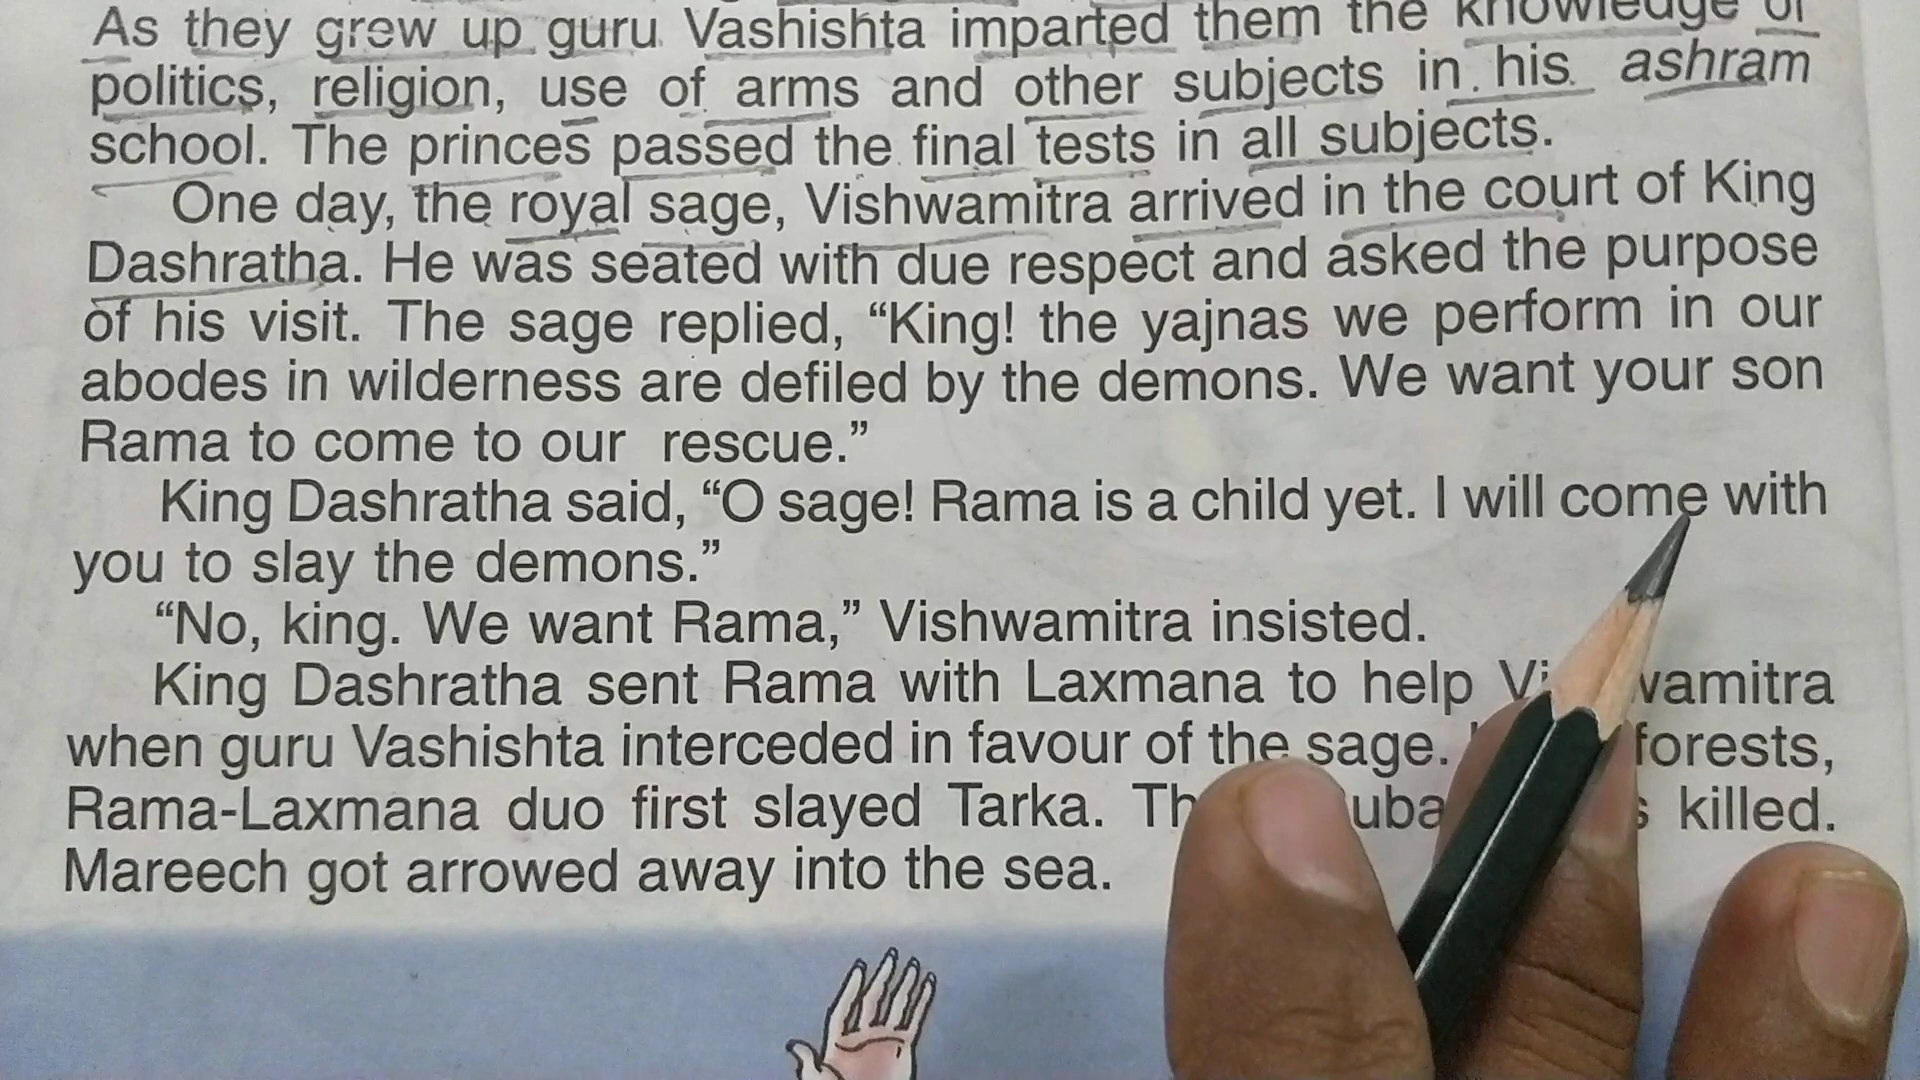 As they grew up guru Vashishta imparted them the knowledge of
politics, religion, use of arms and other subjects in his ashram
school. The princes passed the final tests in all subjects.
One day, the royal sage, Vishwamitra arrived in the court of King
Dashratha. He was seated with due respect and asked the purpose
of his visit. The sage replied, “King! the yajnas we perform in our
abodes in wilderness are defiled by the demons. We want your son
Rama to come to our rescue.”
King Dashratha said, “O sage! Rama is a child yet. I will come with
you to slay the demons.”
“No, king. We want Rama,” Vishwamitra insisted.
King Dashratha sent Rama with Laxmana to help
when guru Vashishta interceded in favour of the sage. forests,
Rama-Laxmana duo first slayed Tarka. killed.
Mareech got arrowed away into the sea.